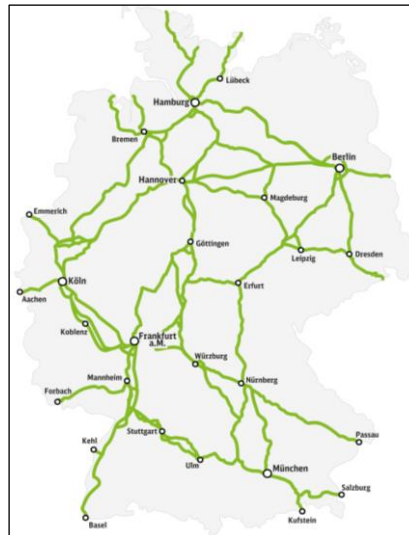 Lübeck
Hamburg
Bremen
Berlin
Hannover
Magdeburg
Emmerich
Göttingen
Leipzig
Dresden
Köln
Erfurt
Aachen
Koblenz
Frankfurt
a.M.
Würzburg
Mannheim
Nürnberg
Forbach
Stuttgart
Passau
Kehl
Ulm
München
Salzburg
Basel
Kufstein